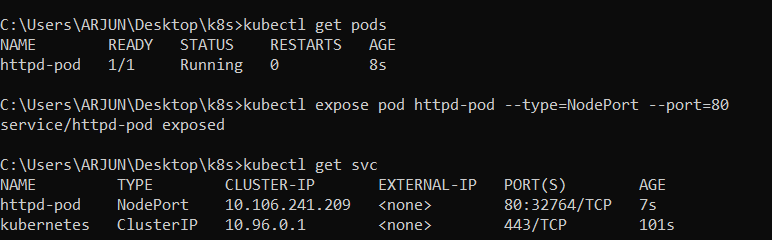 C:\Users\ARJUN\Desktop\k8s>kubectl get pods
NAME READY STATUS RESTARTS AGE
httpd-pod 1/1 Running 0 8s
C:\Users\ARJUN\Desktop\k8s>kubectl expose pod httpd-pod --type=NodePort --port=80
service/httpd-pod exposed
C:\Users\ARJUN\Desktop\k8s>kubectl get svc
NAME TYPE CLUSTER-IP EXTERNAL-IP PORT(S) AGE
httpd-pod NodePort 10.106.241.209 <none> 80:32764/TCP 7s
kubernetes ClusterIP 10.96.0.1 <none> 443/TCP 101s